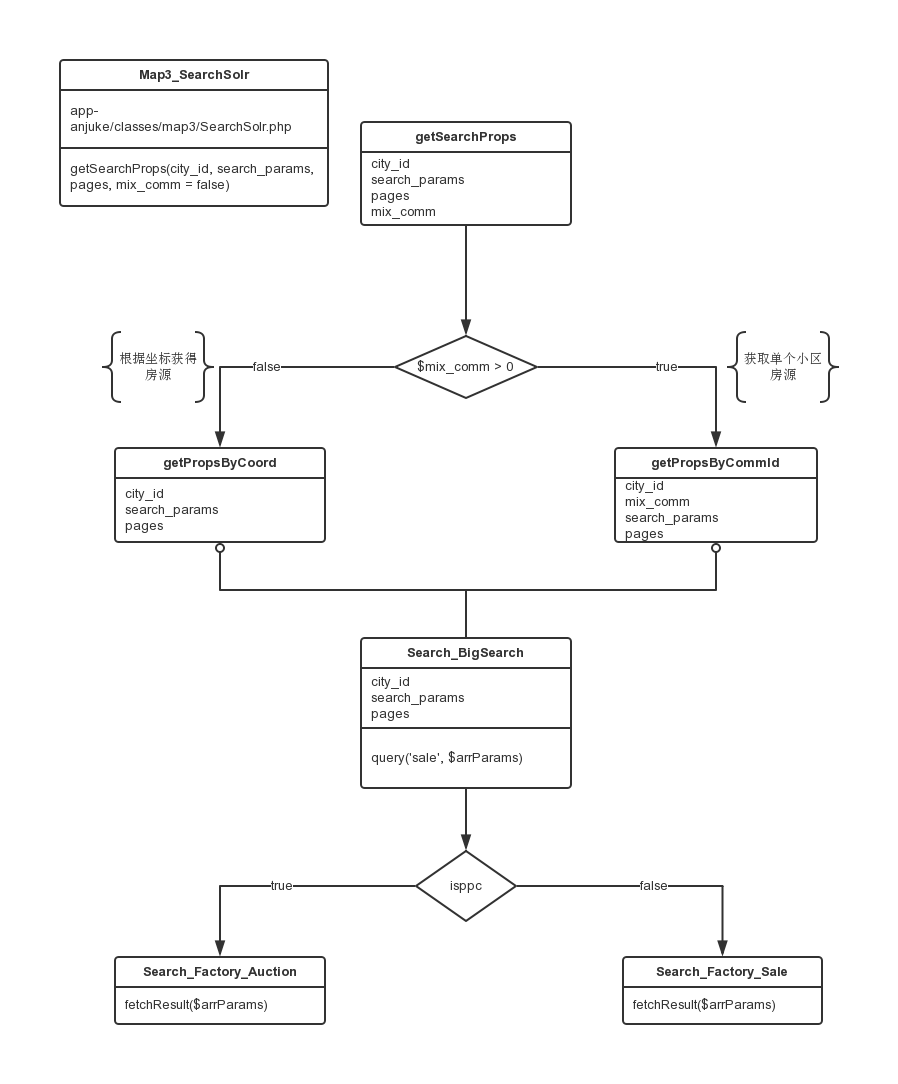 Map3_SearchSolr
app-
anjuke/classes/map3/SearchSolr.php
getSearchProps(city_id, search_params,
pages, mix_comm = false)
getSearchProps
city_id
search_params
pages
mix_comm
根据坐标获得
房源
false
$mix_comm > 0
true
获取单个小区
房源
getPropsByCoord
city_id
search_params
pages
getPropsByCommId
city_id
mix_comm
search_params
pages
Search_BigSearch
city_id
search_params
pages
query('sale', $arrParams)
true
isppc
false
Search_Factory_Auction
fetchResult($arrParams)
Search_Factory_Sale
fetchResult($arrParams)